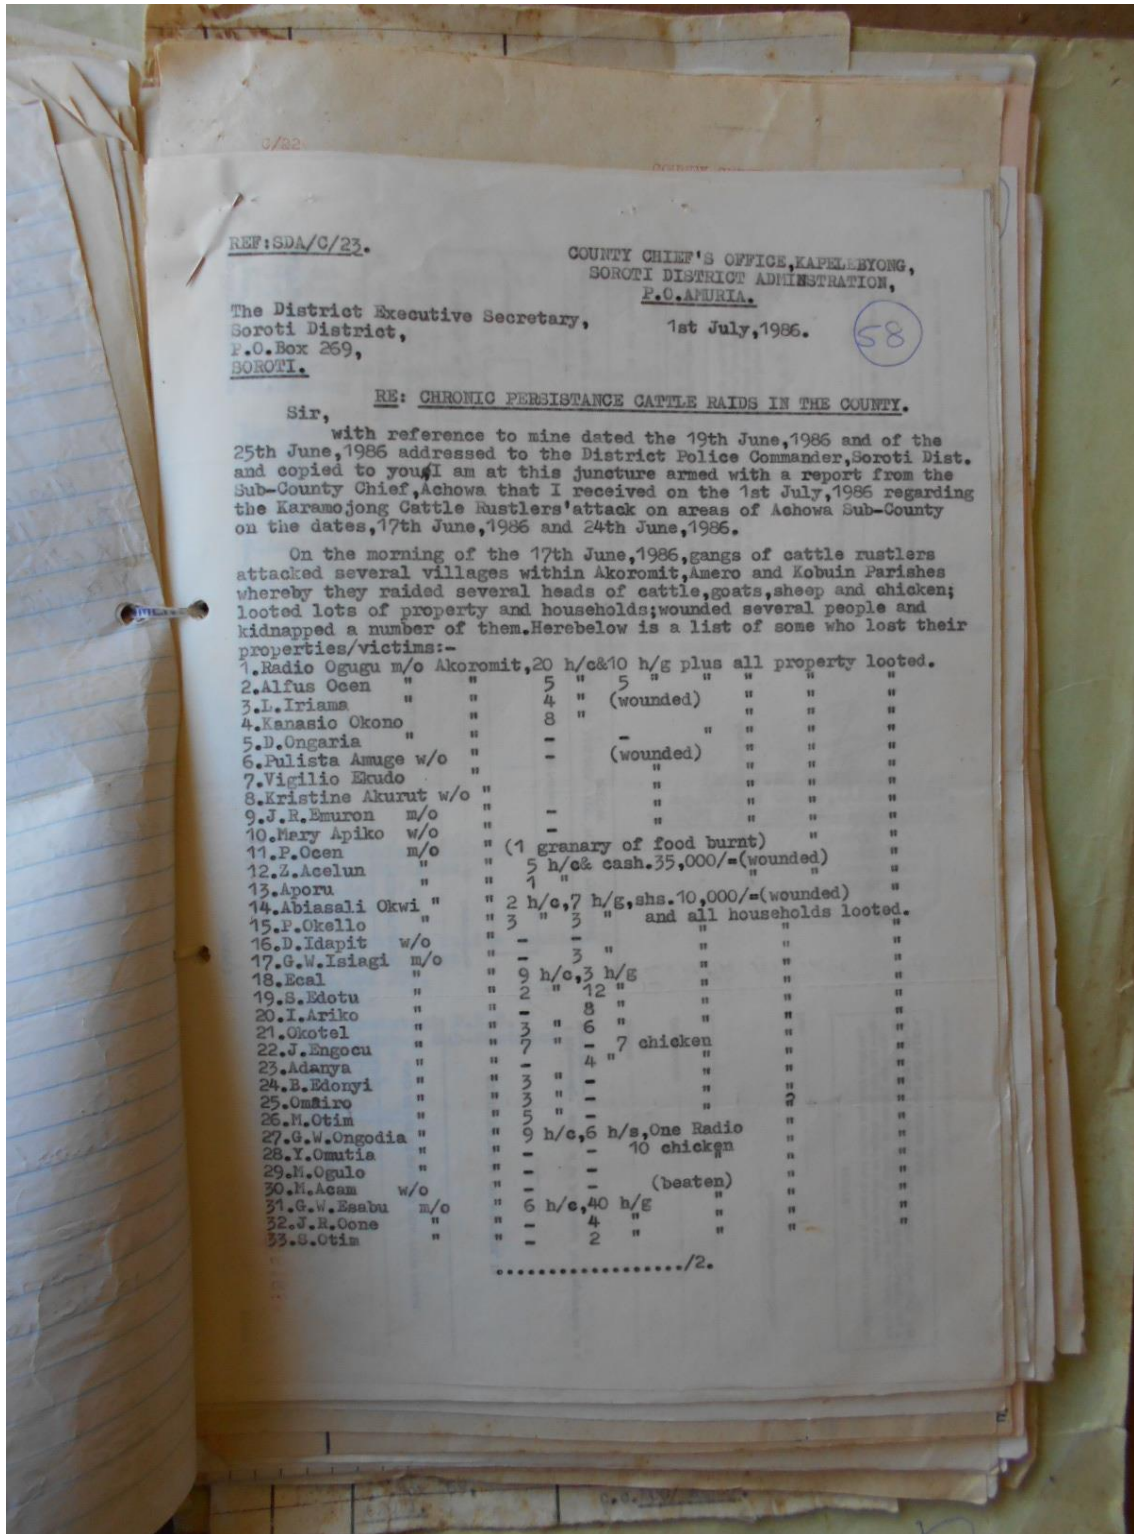 C/22
REF:SDA/C/23.
COUNTY CHIEF'S OFFICE,KAPELEBYONG,
SOROTI DISTRICT ADMINSTRATION,
P.O.AMURIA.
The District Executive Secretary,
Soroti District,
P.O.Box 269,
SOROTI.
1st July,1986.
58
RE: CHRONIC PERSISTANCE CATTLE RAIDS IN THE COUNTY.
Sir,
with reference to mine dated the 19th June,1986 and of the
25th June,1986 addressed to the District Police Commander,Soroti Dist.
and copied to you,I am at this juncture armed with a report from the
Sub-County Chief,Achowa that I received on the 1st July,1986 regarding
the Karamojong Cattle Rustlers'attack on areas of Achowa Sub-County
on the dates,17th June,1986 and 24th June,1986.
On the morning of the 17th June,1986,gangs of cattle rustlers
attacked several villages within Akoromit,Amero and Kobuin Parishes
whereby they raided several heads of cattle,goats,sheep and chicken;
looted lots of property and households;wounded several people and
kidnapped a number of them.Herebelow is a list of some who lost their
properties/victims:-
1.Radio Ogugu m/o Akoromit,20 h/c&10 h/g plus all property looted.
2.Alfus Ocen " " 5 " 5 " " " " "
3.L.Iriama " " 4 " (wounded) " " "
4.Kanasio Okono " 8 " " " "
5.D.Ongaria " " - - " " " "
6.Pulista Amuge w/o " - (wounded) " " "
7.Vigilio Ekudo " " " " "
8.Kristine Akurut w/o " " " " "
9.J.R.Emuron m/o " - " " " "
10.Mary Apiko w/o " - " "
11.P.Ocen m/o " (1 granary of food burnt) " "
12.Z.Acelun " " 5 h/c& cash.35,000/=(wounded) "
13.Aporu " " 1 " " " "
14.Abiasali Okwi " " 2 h/c,7 h/g,shs.10,000/=(wounded)
15.P.Okello " " 3 " 3 " and all households looted.
16.D.Idapit w/o " - - " " "
17.G.W.Isiagi m/o " - 3 " " " "
18.Ecal " " 9 h/c,3 h/g " " "
19.S.Edotu " " 2 " 12 " " " "
20.I.Ariko " " - 8 " " " "
21.Okotel " " 3 " 6 " " " "
22.J.Engocu " " 7 " - 7 chicken " "
23.Adanya " " - 4 " " " "
24.B.Edonyi " " 3 " - " " "
25.Omairo " " 3 " - " " "
26.M.Otim " " 5 " - " "
27.G.W.Ongodia " " 9 h/c,6 h/s,One Radio " "
28.Y.Omutia " " - - 10 chicken " "
29.M.Ogulo " " - - " " "
30.M.Acam w/o " - - (beaten) " "
31.G.W.Esabu m/o " 6 h/c,40 h/g " " "
32.J.R.Oone " " - 4 " " " "
33.S.Otim " " - 2 " " " "
.................../2.